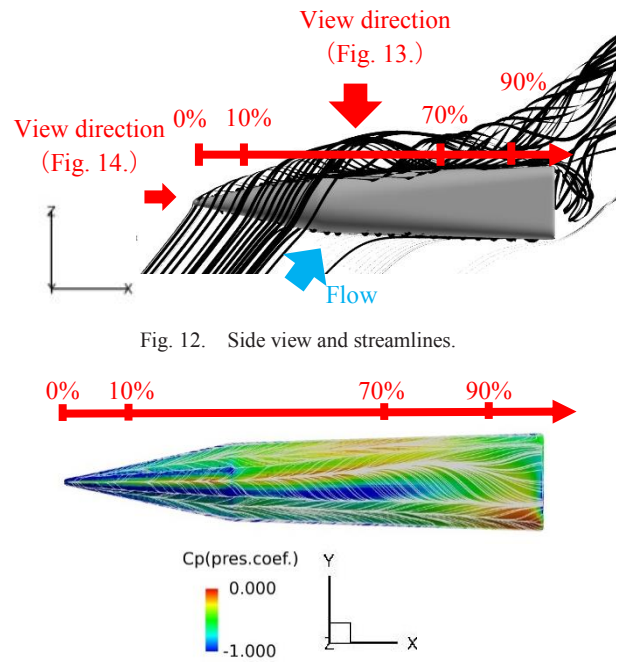 View direction
（Fig. 13.）
90%
View direction
（Fig. 14.）
0%
10%
70%
Z
X
Flow
Fig. 12. Side view and streamlines.
0%
10%
70%
90%
Cp(pres.coef.)
0.000
-1.000
Y
Z
X